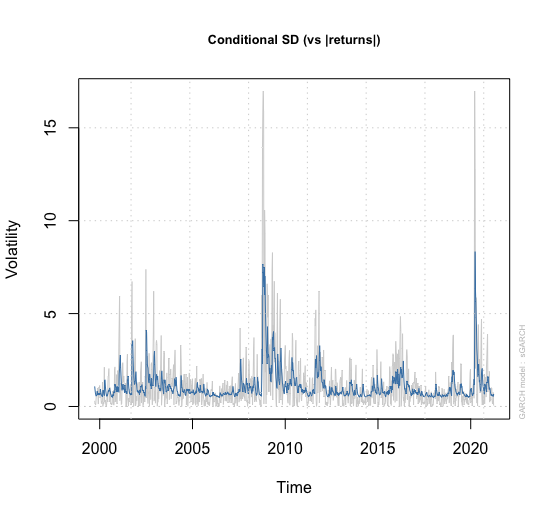 Conditional SD (vs |returns|)
Volatility
15
10
5
0
2000 2005 2010 2015 2020
Time
GARCH model : sGARCH